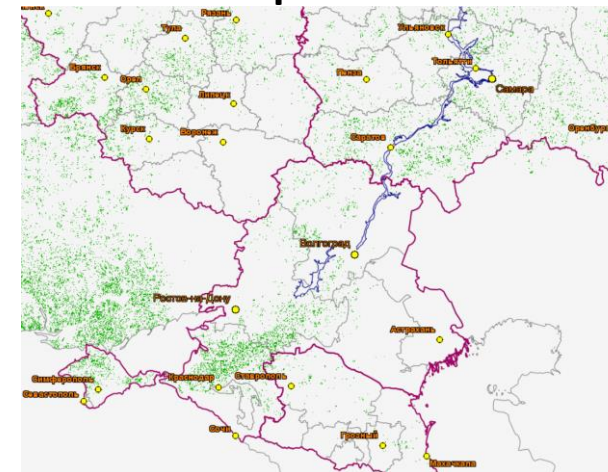 Рязань
Тула
Ульяновск
Брянск
Орел
Пенза
Тольятти
Самара
Липецк
Курск
Воронеж
Саратов
Оренбург
Волгоград
Ростов-на-Дону
Астрахань
Симферополь
Краснодар
Ставрополь
Севастополь
Сочи
Грозный
Махачкала